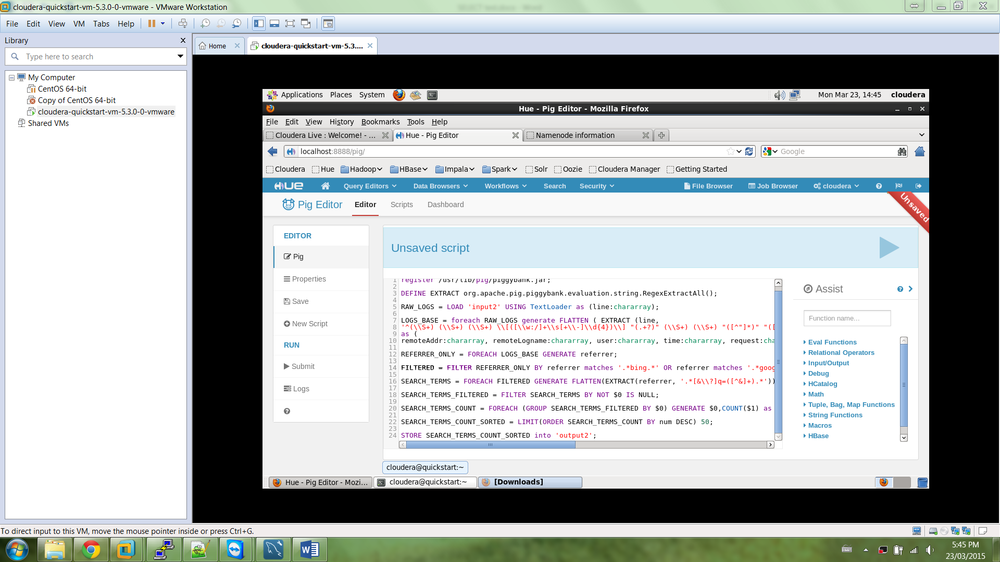 cloudera-quickstart-vm-5.3.0-0-vmware - VMware Workstation
File Edit View VM Tabs Help
Library
Type here to search
My Computer
CentOS 64-bit
Copy of CentOS 64-bit
cloudera-quickstart-vm-5.3.0-0-vmware
Shared VMs
Home
cloudera-quickstart-vm-5.3....
Applications Places System
Mon Mar 23, 14:45 cloudera
Hue - Pig Editor - Mozilla Firefox
File Edit View History Bookmarks Tools Help
Cloudera Live : Welcome! - ...
Hue - Pig Editor
Namenode information
localhost:8888/pig/
Google
Cloudera Hue Hadoop HBase Impala Spark Solr Oozie Cloudera Manager Getting Started
HUE Query Editors Data Browsers Workflows Search Security File Browser Job Browser cloudera
Pig Editor Editor Scripts Dashboard
Unsaved
EDITOR
Pig
Properties
Save
New Script
RUN
Submit
Logs
Unsaved script
1 register /usr/lib/pig/piggybank.jar;
2
3 DEFINE EXTRACT org.apache.pig.piggybank.evaluation.string.RegexExtractAll();
4
5 RAW_LOGS = LOAD 'input2' USING TextLoader as (line:chararray);
6
7 LOGS_BASE = foreach RAW_LOGS generate FLATTEN ( EXTRACT (line,
8 '^(\\S+) (\\S+) (\\S+) \\[([\\w:/]+\\s[+\\-]\\d{4})\\] "(.+?)" (\\S+) (\\S+) "([^"]*)" "([
9 as (
10 remoteAddr:chararray, remoteLogname:chararray, user:chararray, time:chararray, request:cha
11
12 REFERRER_ONLY = FOREACH LOGS_BASE GENERATE referrer;
13
14 FILTERED = FILTER REFERRER_ONLY BY referrer matches '.*bing.*' OR referrer matches '.*goog
15
16 SEARCH_TERMS = FOREACH FILTERED GENERATE FLATTEN(EXTRACT(referrer, '.*[&\\?]q=([^&]+).*'))
17
18 SEARCH_TERMS_FILTERED = FILTER SEARCH_TERMS BY NOT $0 IS NULL;
19
20 SEARCH_TERMS_COUNT = FOREACH (GROUP SEARCH_TERMS_FILTERED BY $0) GENERATE $0,COUNT($1) as
21
22 SEARCH_TERMS_COUNT_SORTED = LIMIT(ORDER SEARCH_TERMS_COUNT BY num DESC) 50;
23
24 STORE SEARCH_TERMS_COUNT_SORTED into 'output2';
Assist
Function name...
Eval Functions
Relational Operators
Input/Output
Debug
HCatalog
Math
Tuple, Bag, Map Functions
String Functions
Macros
HBase
cloudera@quickstart:~
Hue - Pig Editor - Mozi...
cloudera@quickstart:~
[Downloads]
To direct input to this VM, move the mouse pointer inside or press Ctrl+G.
5:45 PM
23/03/2015